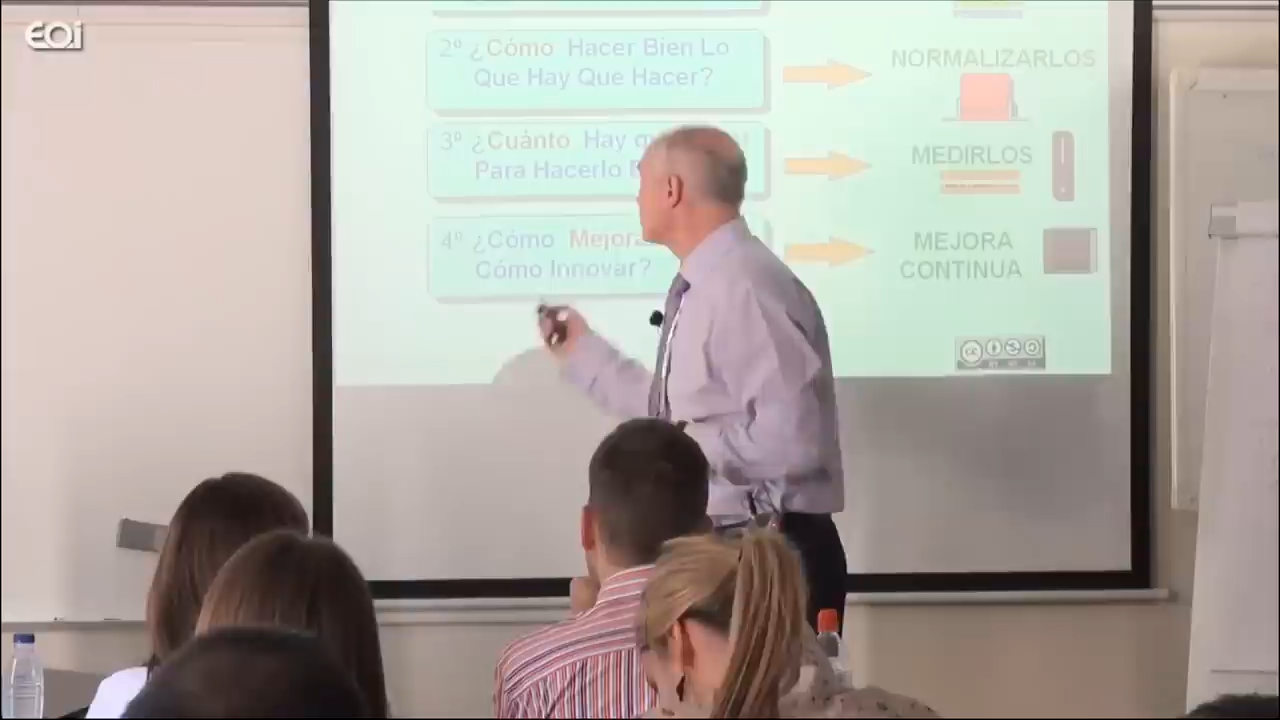 EOI
2º ¿Cómo Hacer Bien Lo
Que Hay Que Hacer?
NORMALIZARLOS
3º ¿Cuánto Hay
Para Hacerlo
MEDIRLOS
4º ¿Cómo
Cómo Innovar?
MEJORA
CONTINUA
cc